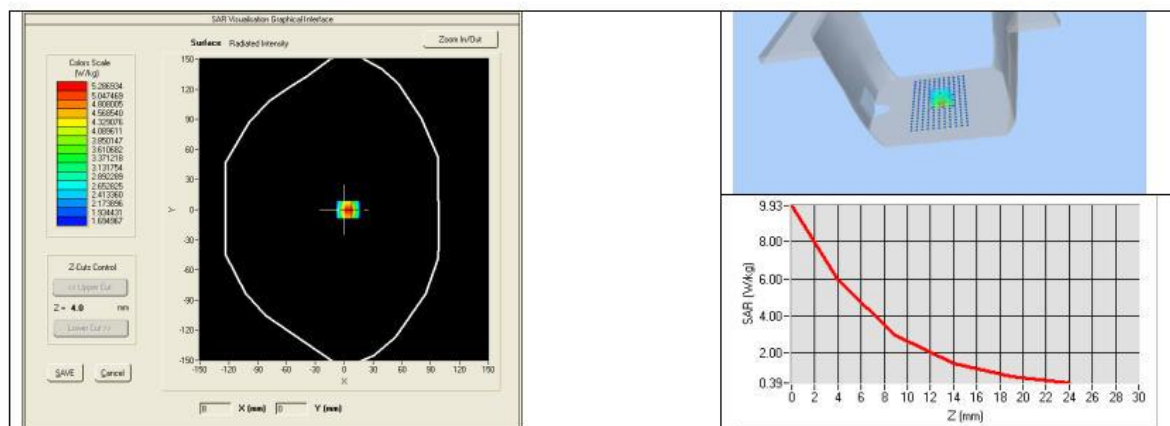 SAR Visualisation Graphical Interface
Surface Radiated Intensity
Zoom In/Out
Colors Scale
(W/kg)
5.286934
5.047469
4.808005
4.568540
4.329076
4.089611
3.850147
3.610682
3.371218
3.131754
2.892289
2.652825
2.413360
2.173896
1.934431
1.694967
Z-Cuts Control
<< Upper Cut
Z = 4.0 mm
Lower Cut >>
SAVE Cancel
150
120
90
60
30
Y 0
-30
-60
-90
-120
-150
-150 -120 -90 -60 -30 0 30 60 90 120 150
X
0 X (mm) 0 Y (mm)
9.93
8.00
6.00
4.00
2.00
0.39
SAR (W/kg)
0 2 4 6 8 10 12 14 16 18 20 22 24 26 28 30
Z (mm)